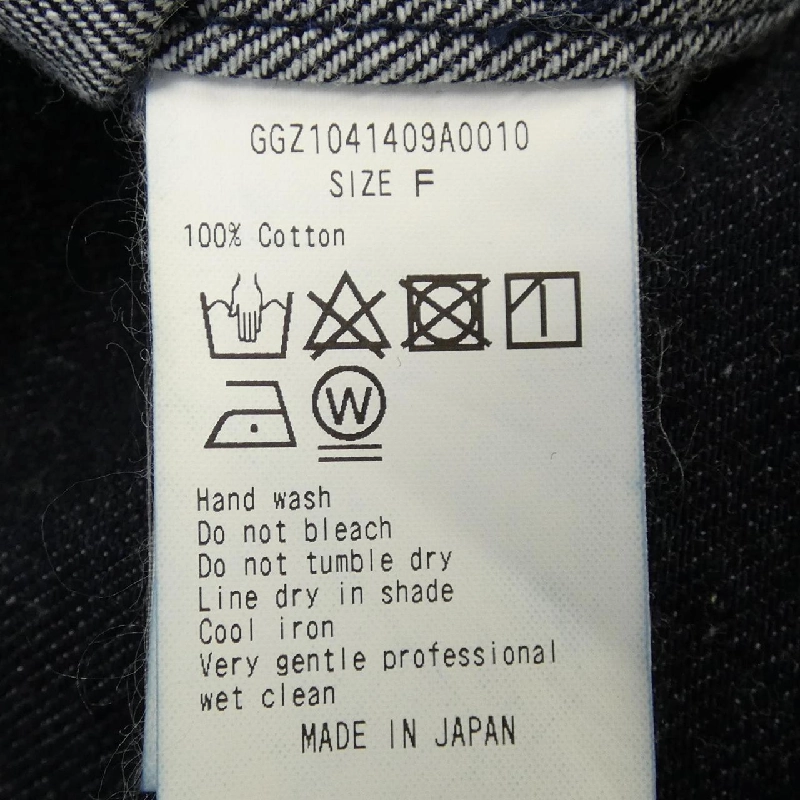 GGZ1041409A0010
SIZE F
100% Cotton
W
Hand wash
Do not bleach
Do not tumble dry
Line dry in shade
Cool iron
Very gentle professional
wet clean
MADE IN JAPAN